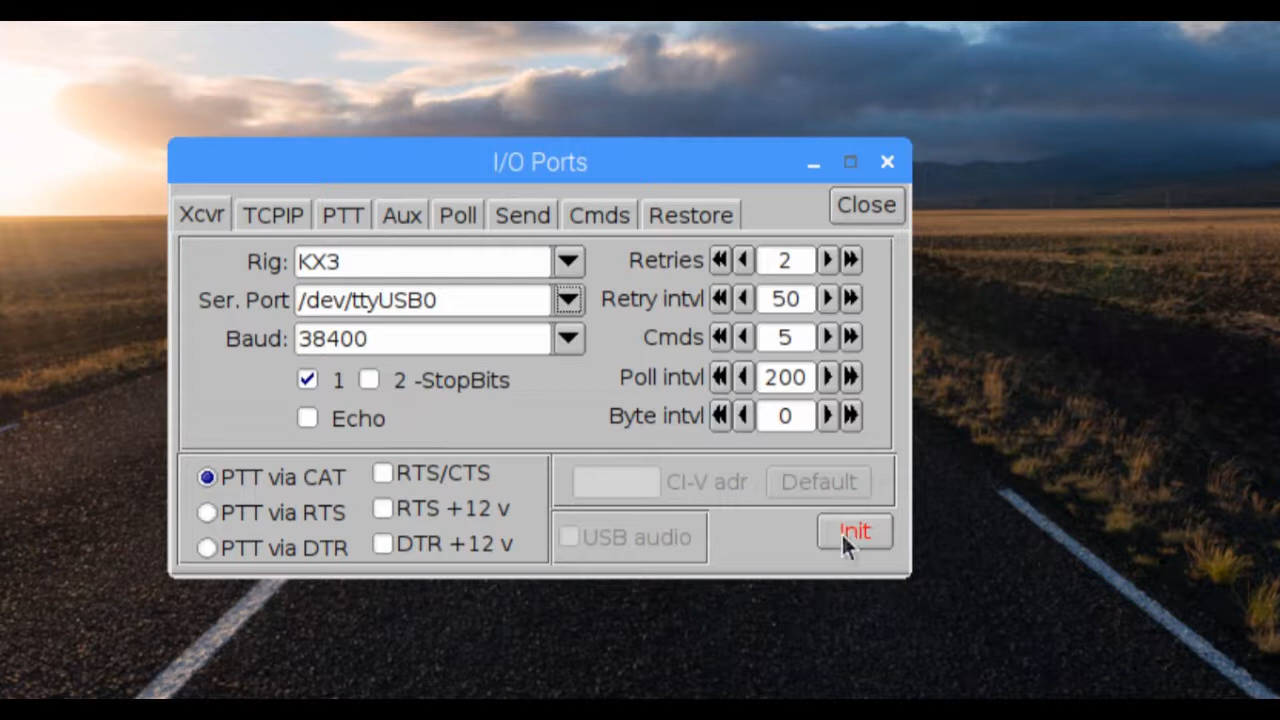 I/O Ports
Xcvr TCPIP PTT Aux Poll Send Cmds Restore Close
Rig: KX3 Retries 2
Ser. Port /dev/ttyUSB0 Retry intvl 50
Baud: 38400 Cmds 5
1 2 -StopBits Poll intvl 200
Echo Byte intvl 0
PTT via CAT RTS/CTS CI-V adr Default
PTT via RTS RTS +12 v
PTT via DTR DTR +12 v USB audio Init